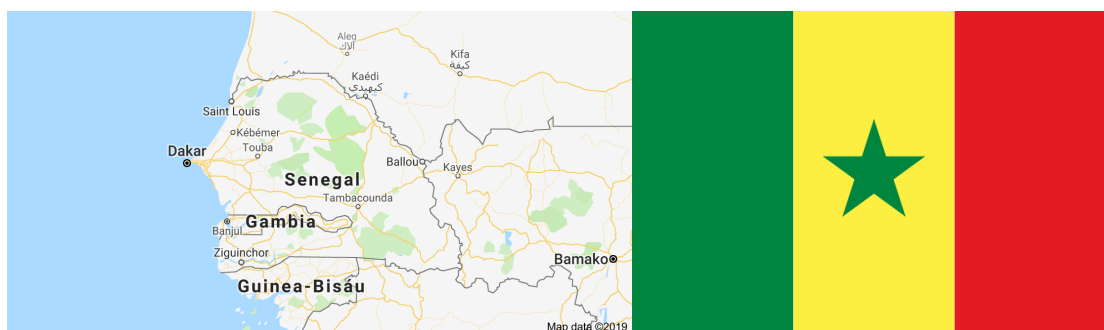 Aleg
ألاك
Kifa
كيفة
Kaédi
كيهيدي
Saint Louis
Kébémer
Touba
Dakar
Ballou
Kayes
Senegal
Tambacounda
Gambia
Banjul
Ziguinchor
Bamako
Guinea-Bisáu
Map data ©2019